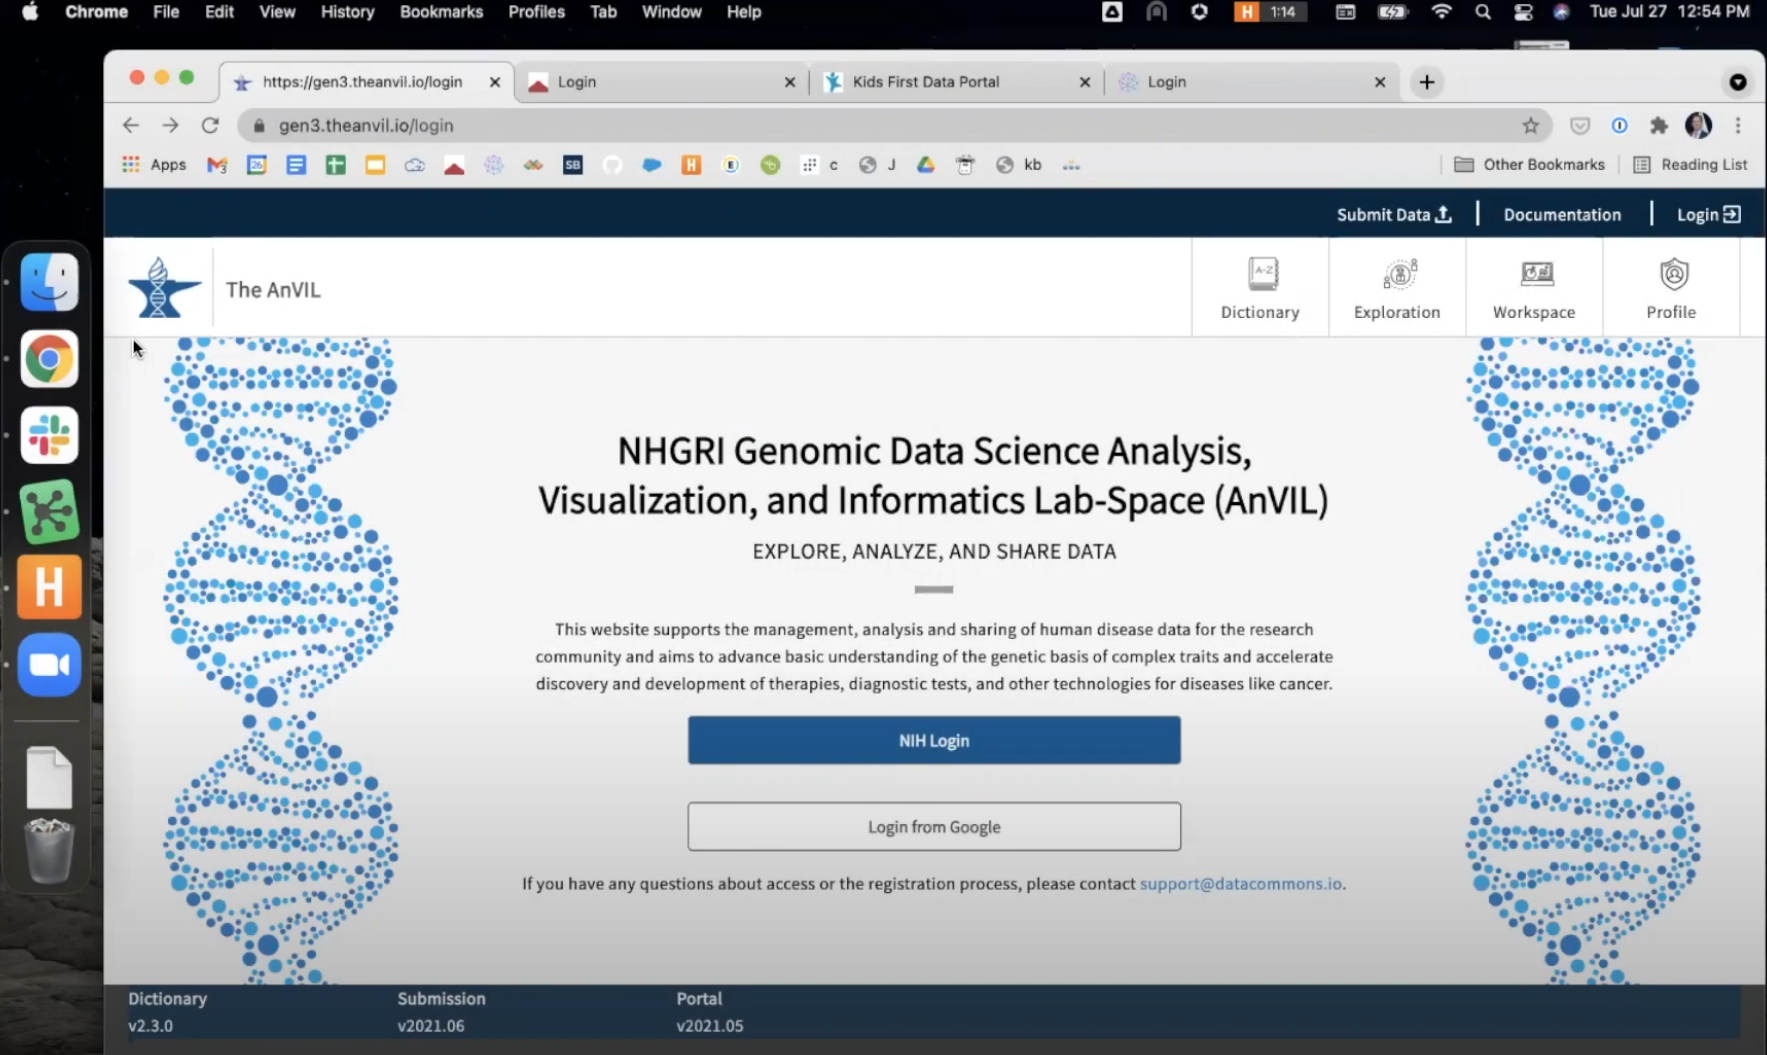 Chrome File Edit View History Bookmarks Profiles Tab Window Help H 1:14 Tue Jul 27 12:54 PM
https://gen3.theanvil.io/login Login Kids First Data Portal Login
gen3.theanvil.io/login
Apps 26 SB H E c J kb Other Bookmarks Reading List
Submit Data Documentation Login
The AnVIL
A-Z
Dictionary Exploration Workspace Profile
NHGRI Genomic Data Science Analysis,
Visualization, and Informatics Lab-Space (AnVIL)
EXPLORE, ANALYZE, AND SHARE DATA
This website supports the management, analysis and sharing of human disease data for the research
community and aims to advance basic understanding of the genetic basis of complex traits and accelerate
discovery and development of therapies, diagnostic tests, and other technologies for diseases like cancer.
NIH Login
Login from Google
If you have any questions about access or the registration process, please contact support@datacommons.io.
Dictionary Submission Portal
v2.3.0 v2021.06 v2021.05
H